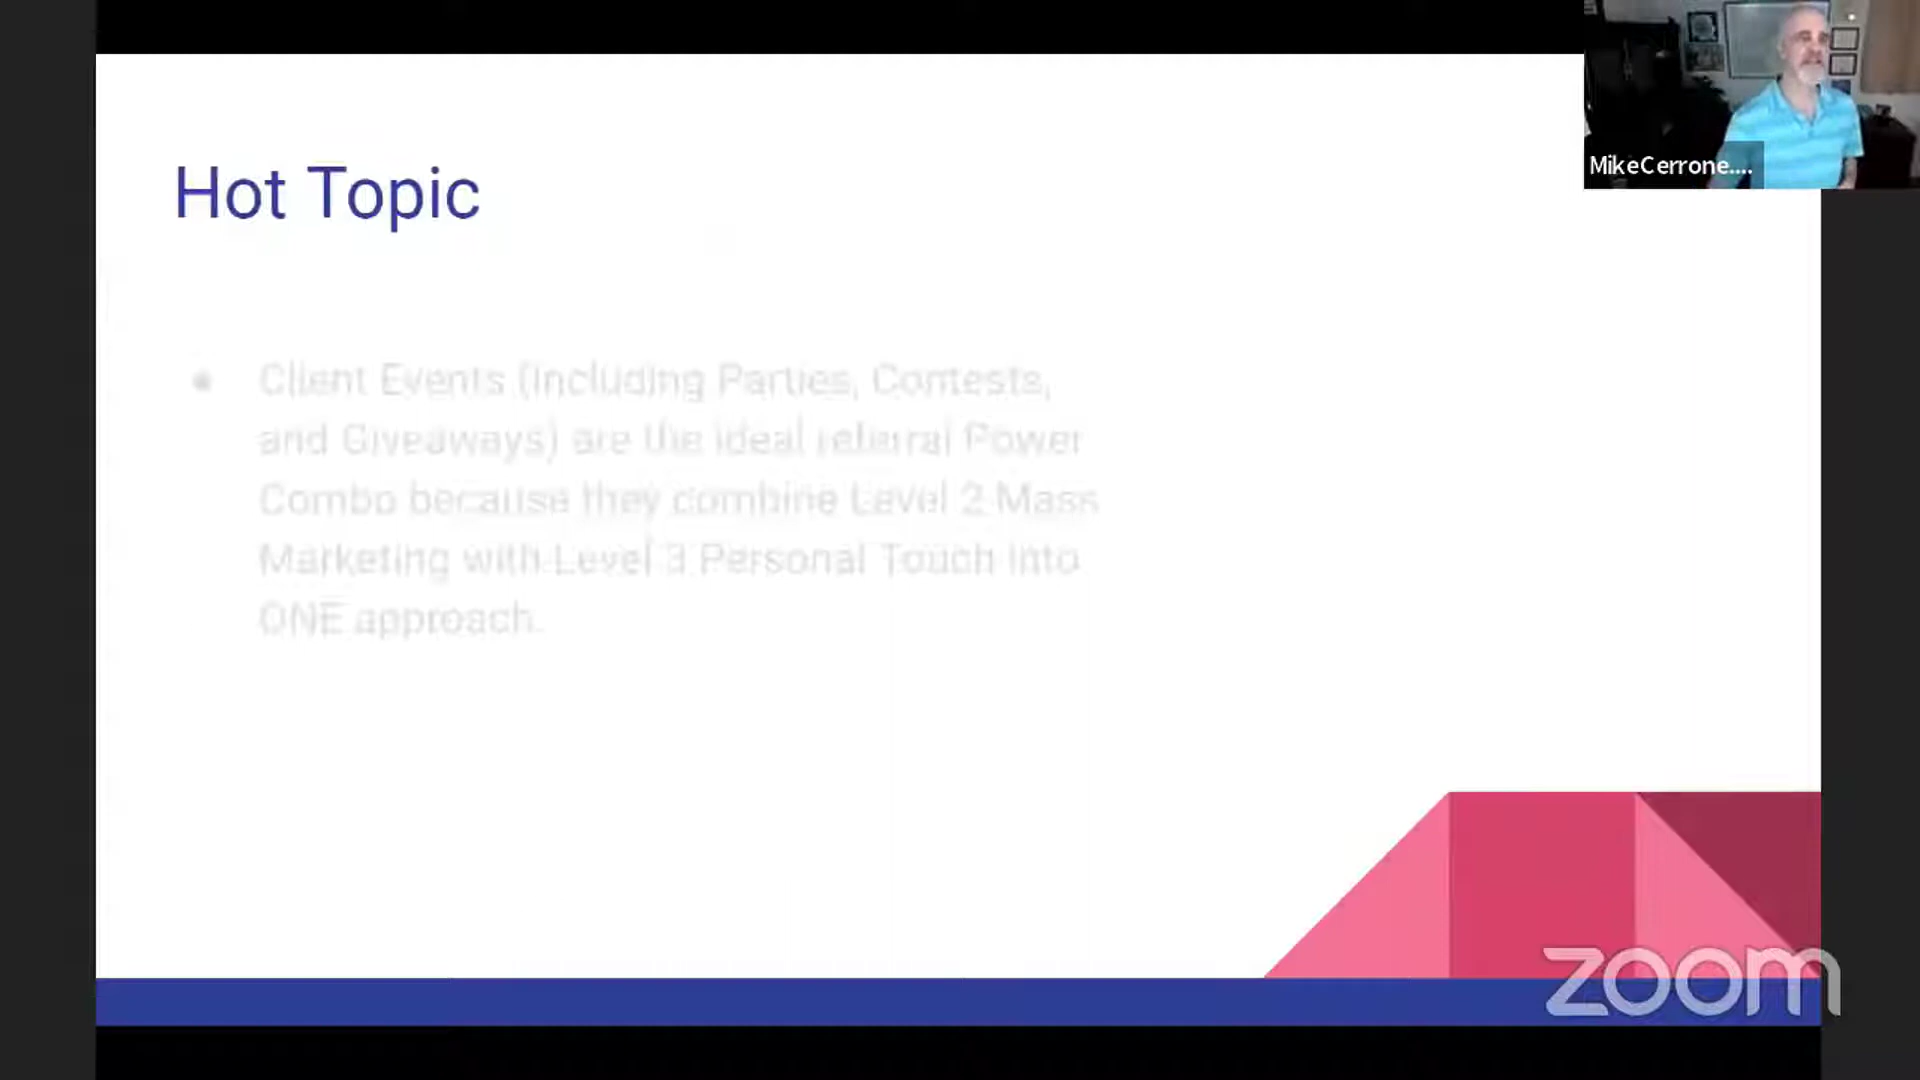 MikeCerrone....
Hot Topic
● Client Events (including Parties, Contests,
and Giveaways) are the ideal referral Power
Combo because they combine Level 2 Mass
Marketing with Level 3 Personal Touch into
ONE approach.
zoom